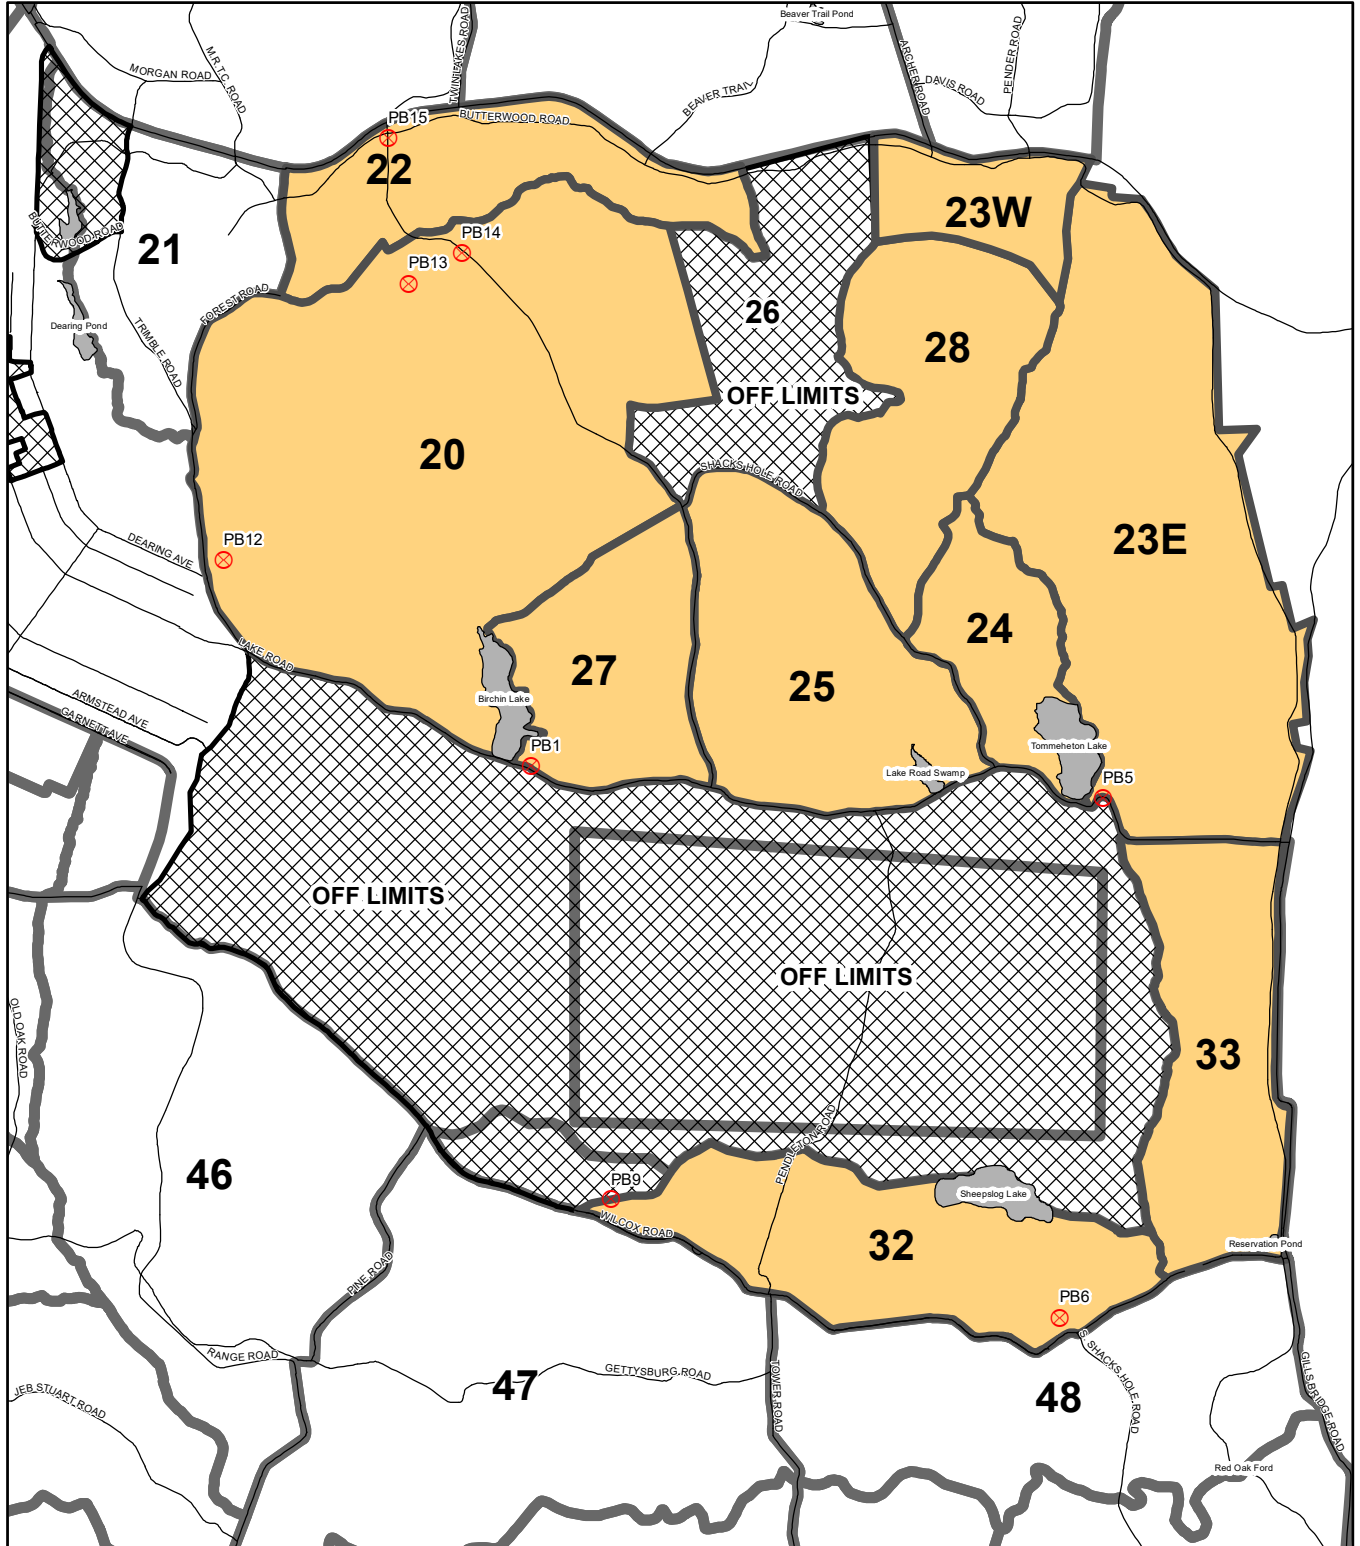 Beaver Trail Pond
TWIN LAKES ROAD
M.R.T.C. ROAD
MORGAN ROAD
ARCHER ROAD
PENDER ROAD
DAVIS ROAD
BEAVER TRAIL
PB15
BUTTERWOOD ROAD
22
23W
BUTTERWOOD ROAD
21
PB14
PB13
FOREST ROAD
26
Dearing Pond
TRIMBLE ROAD
28
OFF LIMITS
20
SHACKS HOLE ROAD
23E
PB12
DEARING AVE
24
LAKE ROAD
27
25
Birchin Lake
ARMSTEAD AVE
GARNETT AVE
PB1
Tommeheton Lake
Lake Road Swamp
PB5
OFF LIMITS
OFF LIMITS
OLD OAK ROAD
33
PENDLETON ROAD
46
PB9
Sheepslog Lake
WILCOX ROAD
32
Reservation Pond
PINE ROAD
PB6
S. SHACKS HOLE ROAD
RANGE ROAD
GETTYSBURG ROAD
47
TOWER ROAD
48
GILLS BRIDGE ROAD
JEB STUART ROAD
Red Oak Ford